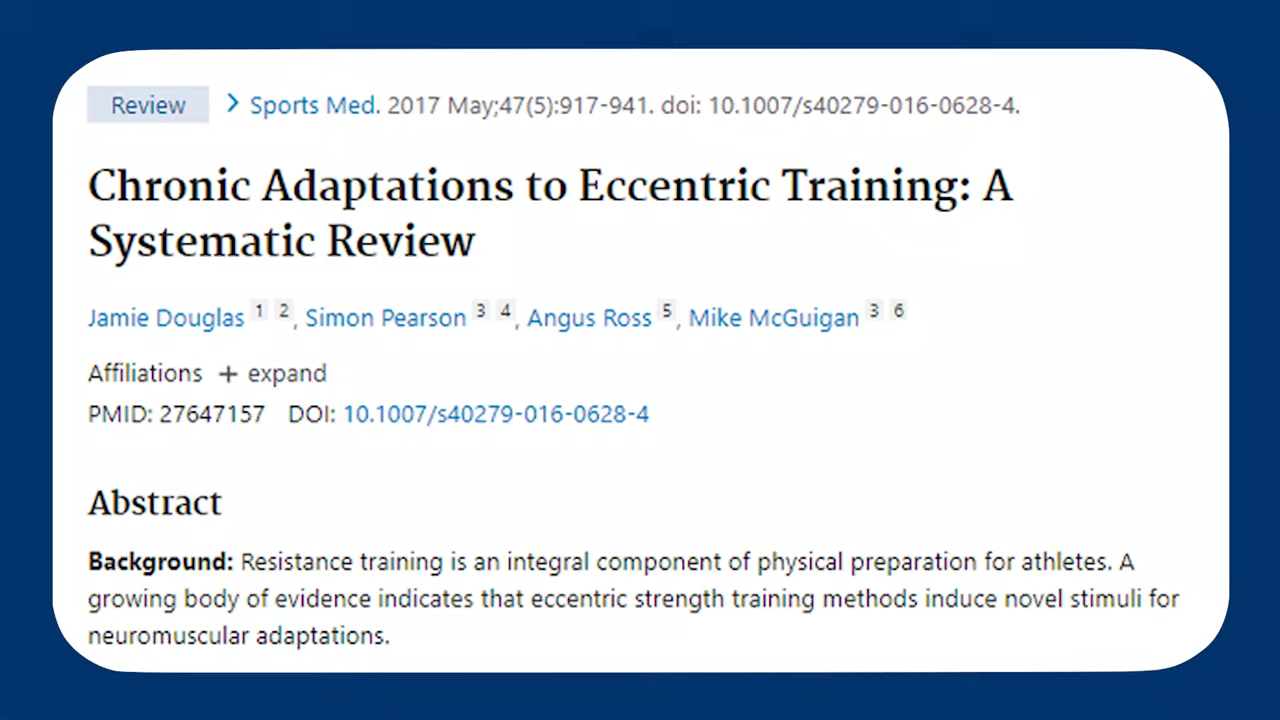 Review > Sports Med. 2017 May;47(5):917-941. doi: 10.1007/s40279-016-0628-4.
Chronic Adaptations to Eccentric Training: A
Systematic Review
Jamie Douglas 1 2, Simon Pearson 3 4, Angus Ross 5, Mike McGuigan 3 6
Affiliations + expand
PMID: 27647157 DOI: 10.1007/s40279-016-0628-4
Abstract
Background: Resistance training is an integral component of physical preparation for athletes. A
growing body of evidence indicates that eccentric strength training methods induce novel stimuli for
neuromuscular adaptations.